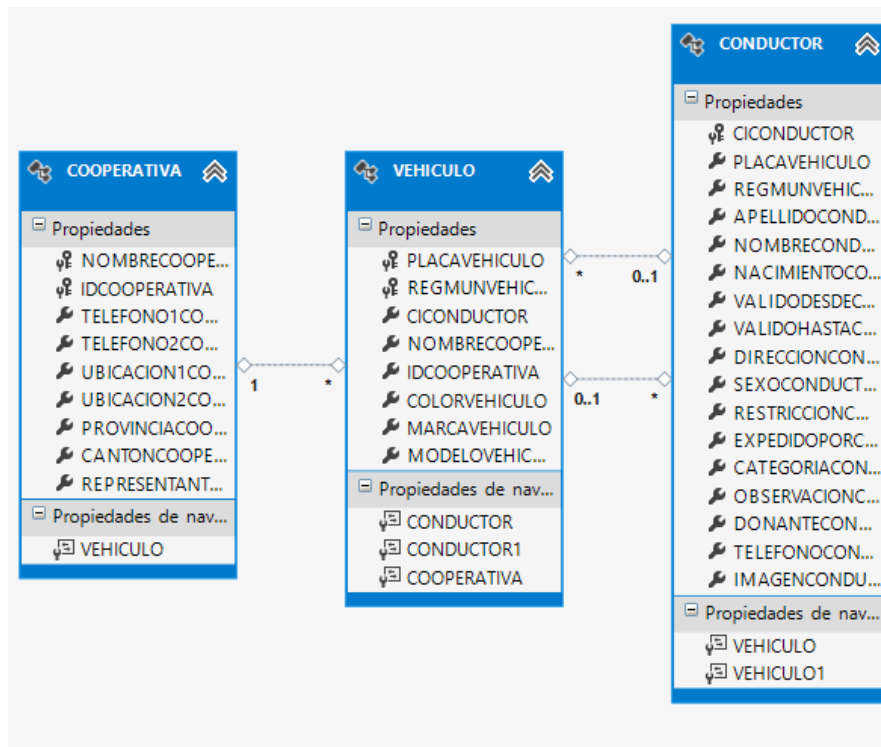 COOPERATIVA
Propiedades
NOMBRECOOPE...
IDCOOPERATIVA
TELEFONO1CO...
TELEFONO2CO...
UBICACION1CO...
UBICACION2CO...
PROVINCIACOO...
CANTONCOOPE...
REPRESENTANT...
Propiedades de nav...
VEHICULO
1
*
VEHICULO
Propiedades
PLACAVEHICULO
REGMUNVEHIC...
CICONDUCTOR
NOMBRECOOPE...
IDCOOPERATIVA
COLORVEHICULO
MARCAVEHICULO
MODELOVEHIC...
Propiedades de nav...
CONDUCTOR
CONDUCTOR1
COOPERATIVA
*
0..1
0..1
*
CONDUCTOR
Propiedades
CICONDUCTOR
PLACAVEHICULO
REGMUNVEHIC...
APELLIDOCOND...
NOMBRECOND...
NACIMIENTOCO...
VALIDODESDEC...
VALIDOHASTAC...
DIRECCIONCON...
SEXOCONDUCT...
RESTRICCIONC...
EXPEDIDOPORC...
CATEGORIACON...
OBSERVACIONC...
DONANTECON...
TELEFONOCON...
IMAGENCONDU...
Propiedades de nav...
VEHICULO
VEHICULO1